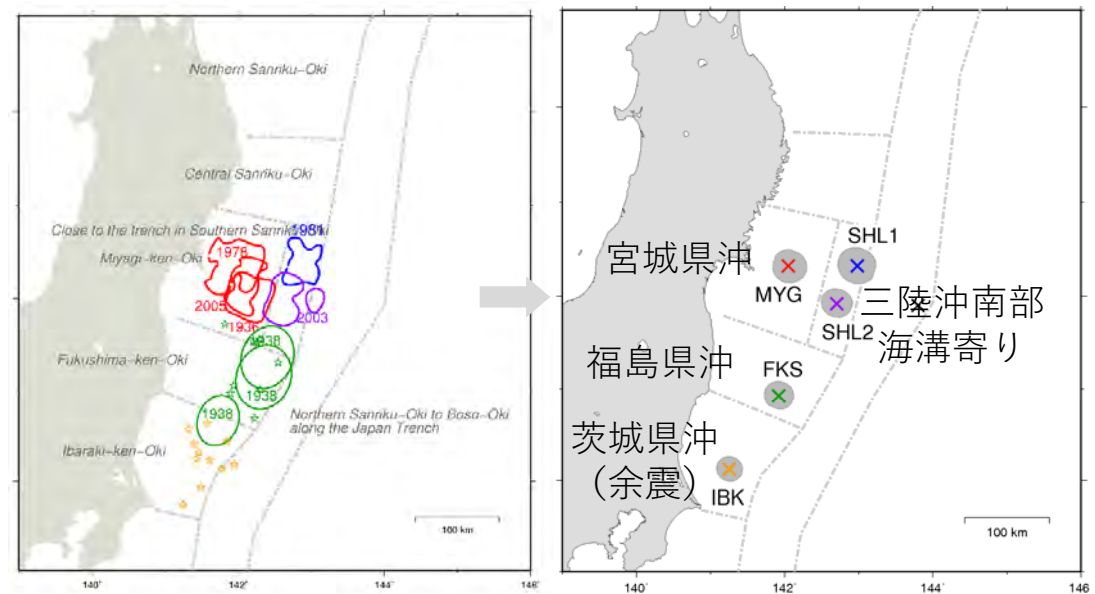 Northern Sanriku-Oki
Central Sanriku-Oki
Close to the trench in Southern Sanriku-Oki
1981
1978
Miyagi-ken-Oki
2005
1936
2003
1938
Fukushima-ken-Oki
1938
1938
Northern Sanriku-Oki to Boso-Oki
along the Japan Trench
Ibaraki-ken-Oki
100 km
140°
142°
144°
146°
宮城県沖
MYG
SHL1
SHL2
三陸沖南部
海溝寄り
福島県沖
FKS
茨城県沖
(余震)
IBK
100 km
140°
142°
144°
146